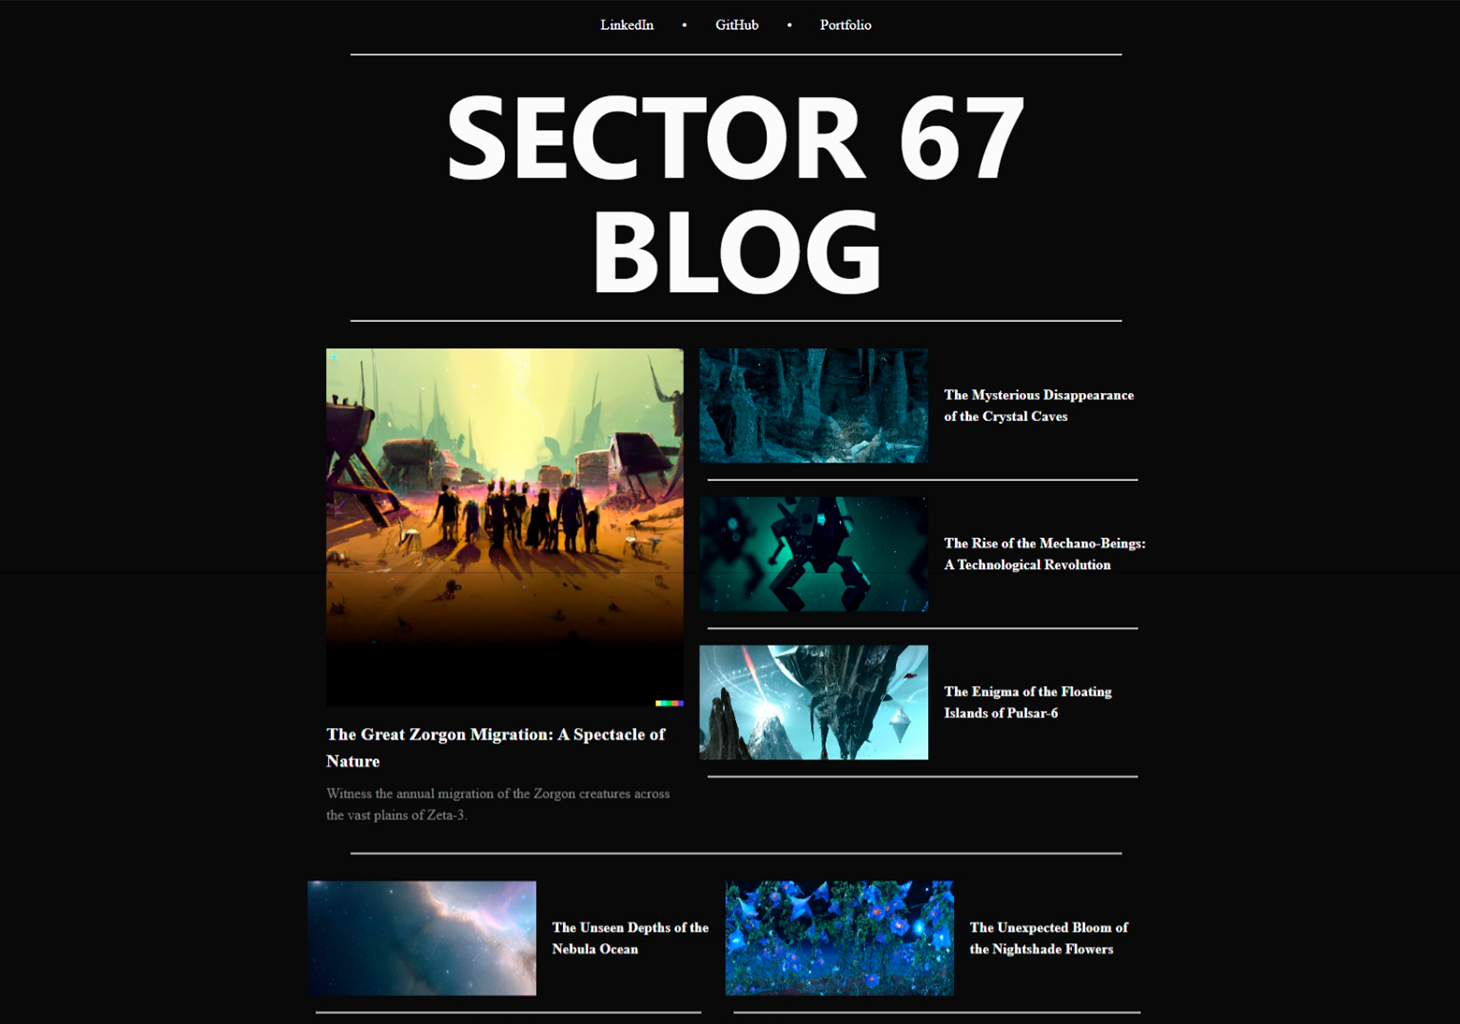 LinkedIn • GitHub • Portfolio
SECTOR 67
BLOG
The Great Zorgon Migration: A Spectacle of
Nature
Witness the annual migration of the Zorgon creatures across
the vast plains of Zeta-3.
The Mysterious Disappearance
of the Crystal Caves
The Rise of the Mechano-Beings:
A Technological Revolution
The Enigma of the Floating
Islands of Pulsar-6
The Unseen Depths of the
Nebula Ocean
The Unexpected Bloom of
the Nightshade Flowers